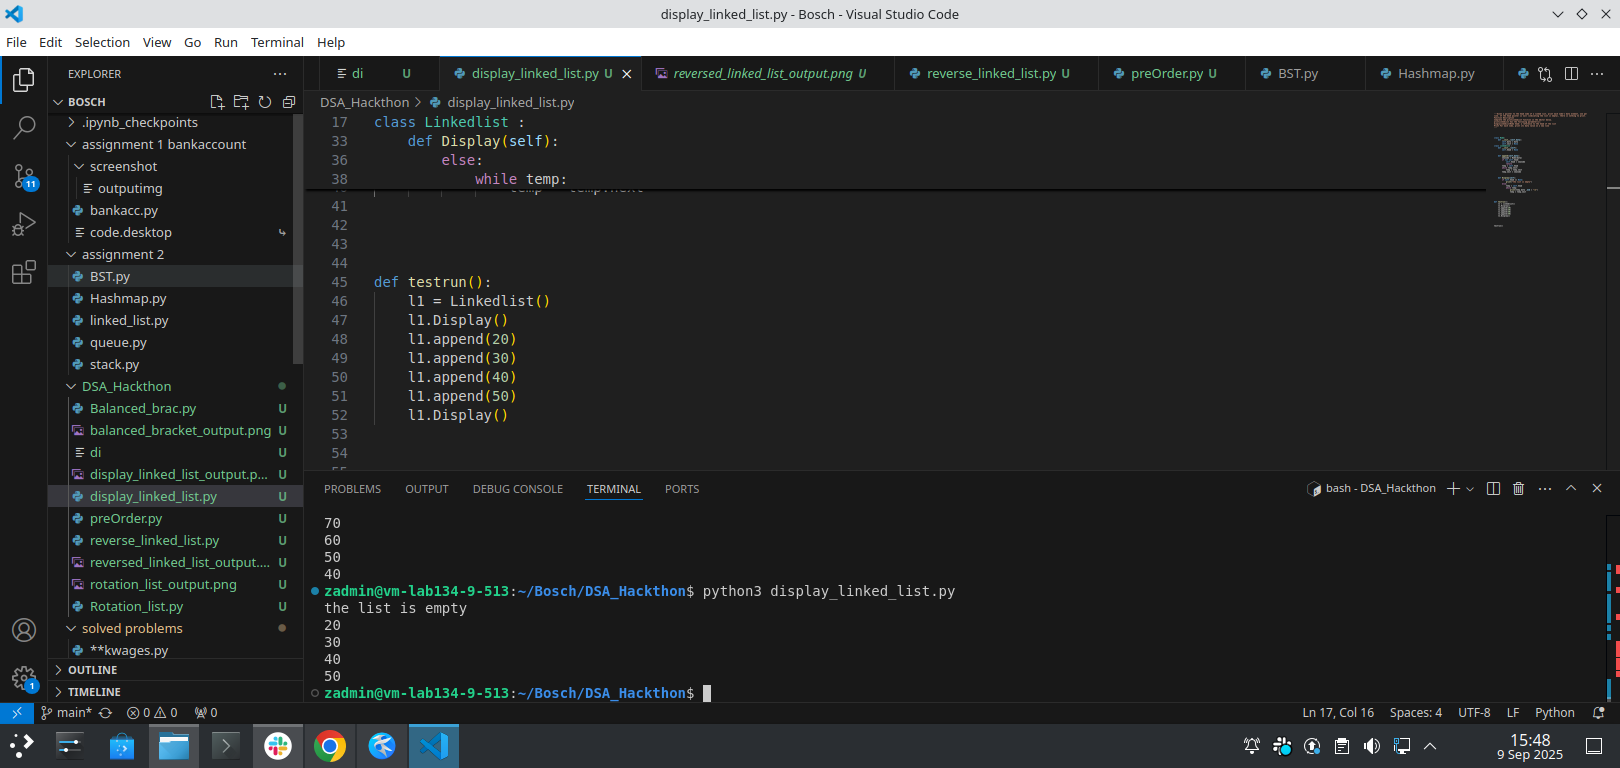 display_linked_list.py - Bosch - Visual Studio Code
File Edit Selection View Go Run Terminal Help
EXPLORER
BOSCH
.ipynb_checkpoints
assignment 1 bankaccount
screenshot
outputimg
bankacc.py
code.desktop
assignment 2
BST.py
Hashmap.py
linked_list.py
queue.py
stack.py
DSA_Hackthon
Balanced_brac.py U
balanced_bracket_output.png U
di U
display_linked_list_output.p... U
display_linked_list.py U
preOrder.py U
reverse_linked_list.py U
reversed_linked_list_output.... U
rotation_list_output.png U
Rotation_list.py U
solved problems
**kwages.py
OUTLINE
TIMELINE
11
1
di U display_linked_list.py U reversed_linked_list_output.png U reverse_linked_list.py U preOrder.py U BST.py Hashmap.py
DSA_Hackthon > display_linked_list.py
17 class Linkedlist :
33 def Display(self):
36 else:
38 while temp:
41
42
43
44
45 def testrun():
46 l1 = Linkedlist()
47 l1.Display()
48 l1.append(20)
49 l1.append(30)
50 l1.append(40)
51 l1.append(50)
52 l1.Display()
53
54
PROBLEMS OUTPUT DEBUG CONSOLE TERMINAL PORTS
bash - DSA_Hackthon
70
60
50
40
zadmin@vm-lab134-9-513:~/Bosch/DSA_Hackthon$ python3 display_linked_list.py
the list is empty
20
30
40
50
zadmin@vm-lab134-9-513:~/Bosch/DSA_Hackthon$
main* 0 0 0
Ln 17, Col 16 Spaces: 4 UTF-8 LF Python
15:48
9 Sep 2025